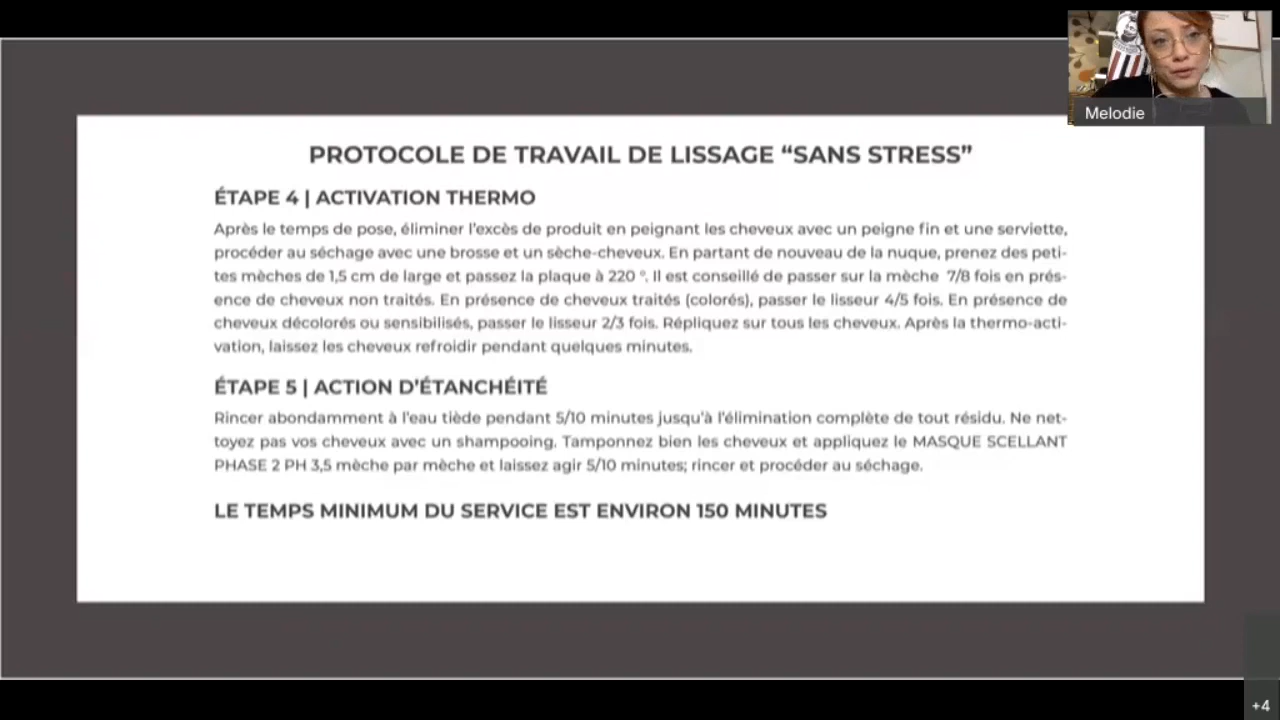 Melodie
PROTOCOLE DE TRAVAIL DE LISSAGE “SANS STRESS”
ÉTAPE 4 | ACTIVATION THERMO
Après le temps de pose, éliminer l’excès de produit en peignant les cheveux avec un peigne fin et une serviette,
procéder au séchage avec une brosse et un sèche-cheveux. En partant de nouveau de la nuque, prenez des peti-
tes mèches de 1,5 cm de large et passez la plaque à 220 °. Il est conseillé de passer sur la mèche 7/8 fois en prés-
ence de cheveux non traités. En présence de cheveux traités (colorés), passer le lisseur 4/5 fois. En présence de
cheveux décolorés ou sensibilisés, passer le lisseur 2/3 fois. Répliquez sur tous les cheveux. Après la thermo-acti-
vation, laissez les cheveux refroidir pendant quelques minutes.
ÉTAPE 5 | ACTION D’ÉTANCHÉITÉ
Rincer abondamment à l’eau tiède pendant 5/10 minutes jusqu’à l’élimination complète de tout résidu. Ne net-
toyez pas vos cheveux avec un shampooing. Tamponnez bien les cheveux et appliquez le MASQUE SCELLANT
PHASE 2 PH 3,5 mèche par mèche et laissez agir 5/10 minutes; rincer et procéder au séchage.
LE TEMPS MINIMUM DU SERVICE EST ENVIRON 150 MINUTES
+4